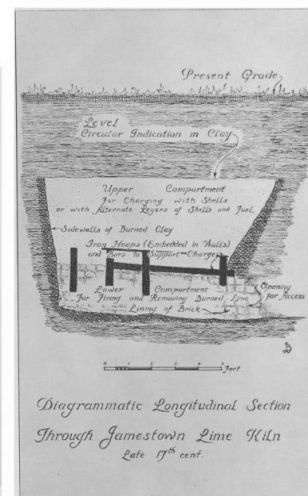 Present Grade
Level
Circular Indication in Clay
Upper Compartment
For Charging with Shells
or with Alternate Layers of Shells and Fuel,
Sidewalls of Burned Clay
Iron Hoops (Embedded in Walls)
and Bars to Support Charge
Lower Compartment
For Firing and Removing Burned Lime
Opening
for Access
Lining of Brick
Feet
Diagrammatic Longitudinal Section
Through Jamestown Lime Kiln
Late 17th cent.